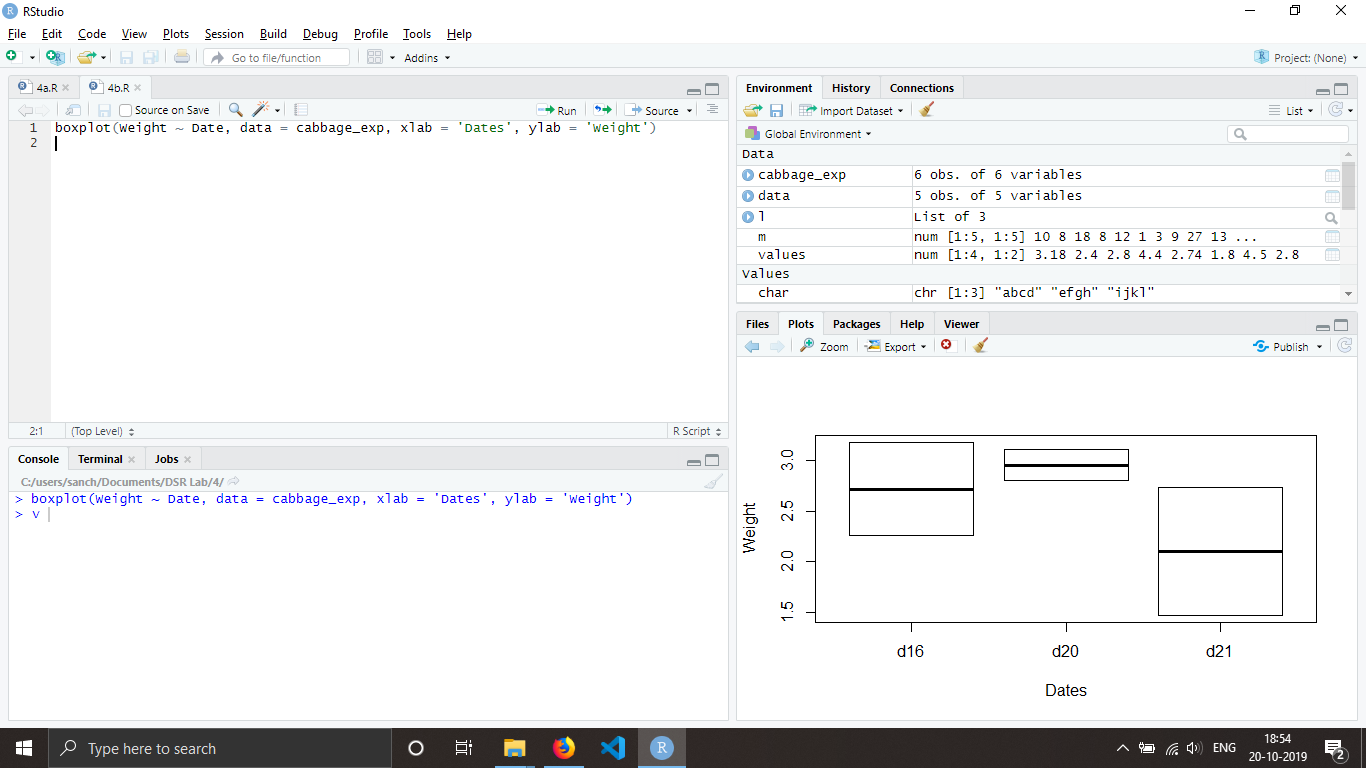 RStudio
File Edit Code View Plots Session Build Debug Profile Tools Help
Go to file/function Addins Project: (None)
4a.R 4b.R
Source on Save Run Source
1 boxplot(Weight ~ Date, data = cabbage_exp, xlab = 'Dates', ylab = 'Weight')
2
2:1 (Top Level) R Script
Console Terminal Jobs
C:/users/sanch/Documents/DSR Lab/4/
> boxplot(Weight ~ Date, data = cabbage_exp, xlab = 'Dates', ylab = 'Weight')
> v
Environment History Connections
Import Dataset List
Global Environment
Data
cabbage_exp 6 obs. of 6 variables
data 5 obs. of 5 variables
l List of 3
m num [1:5, 1:5] 10 8 18 8 12 1 3 9 27 13 ...
values num [1:4, 1:2] 3.18 2.4 2.8 4.4 2.74 1.8 4.5 2.8
Values
char chr [1:3] "abcd" "efgh" "ijkl"
Files Plots Packages Help Viewer
Zoom Export Publish
Weight
3.0
2.5
2.0
1.5
d16 d20 d21
Dates
Type here to search
R
ENG
18:54
20-10-2019
2